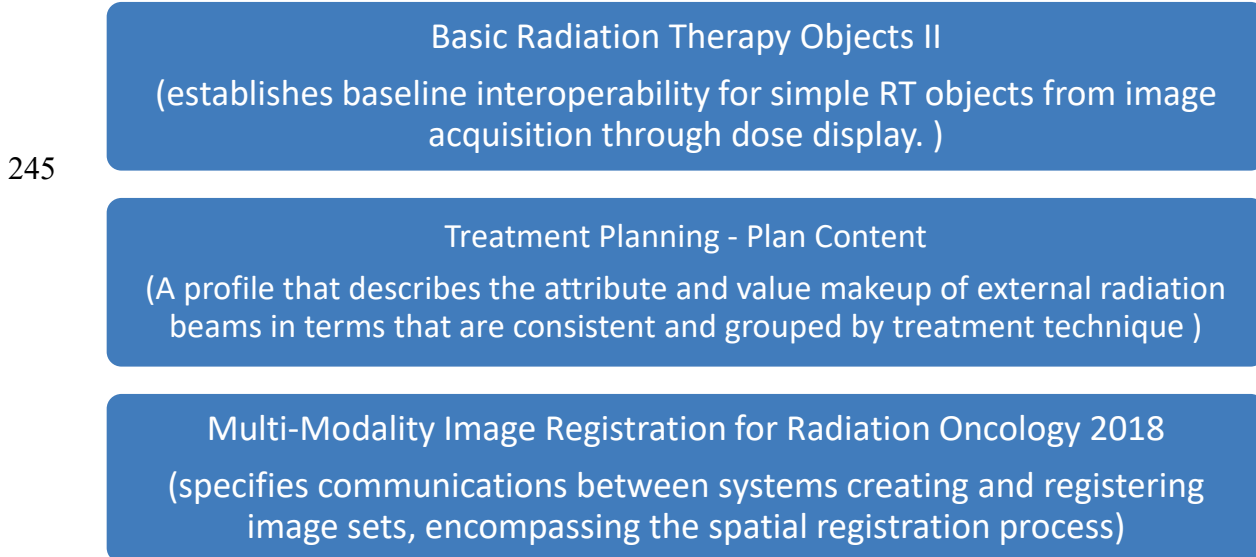 Basic Radiation Therapy Objects II
(establishes baseline interoperability for simple RT objects from image
acquisition through dose display. )
245
Treatment Planning - Plan Content
(A profile that describes the attribute and value makeup of external radiation
beams in terms that are consistent and grouped by treatment technique )
Multi-Modality Image Registration for Radiation Oncology 2018
(specifies communications between systems creating and registering
image sets, encompassing the spatial registration process)